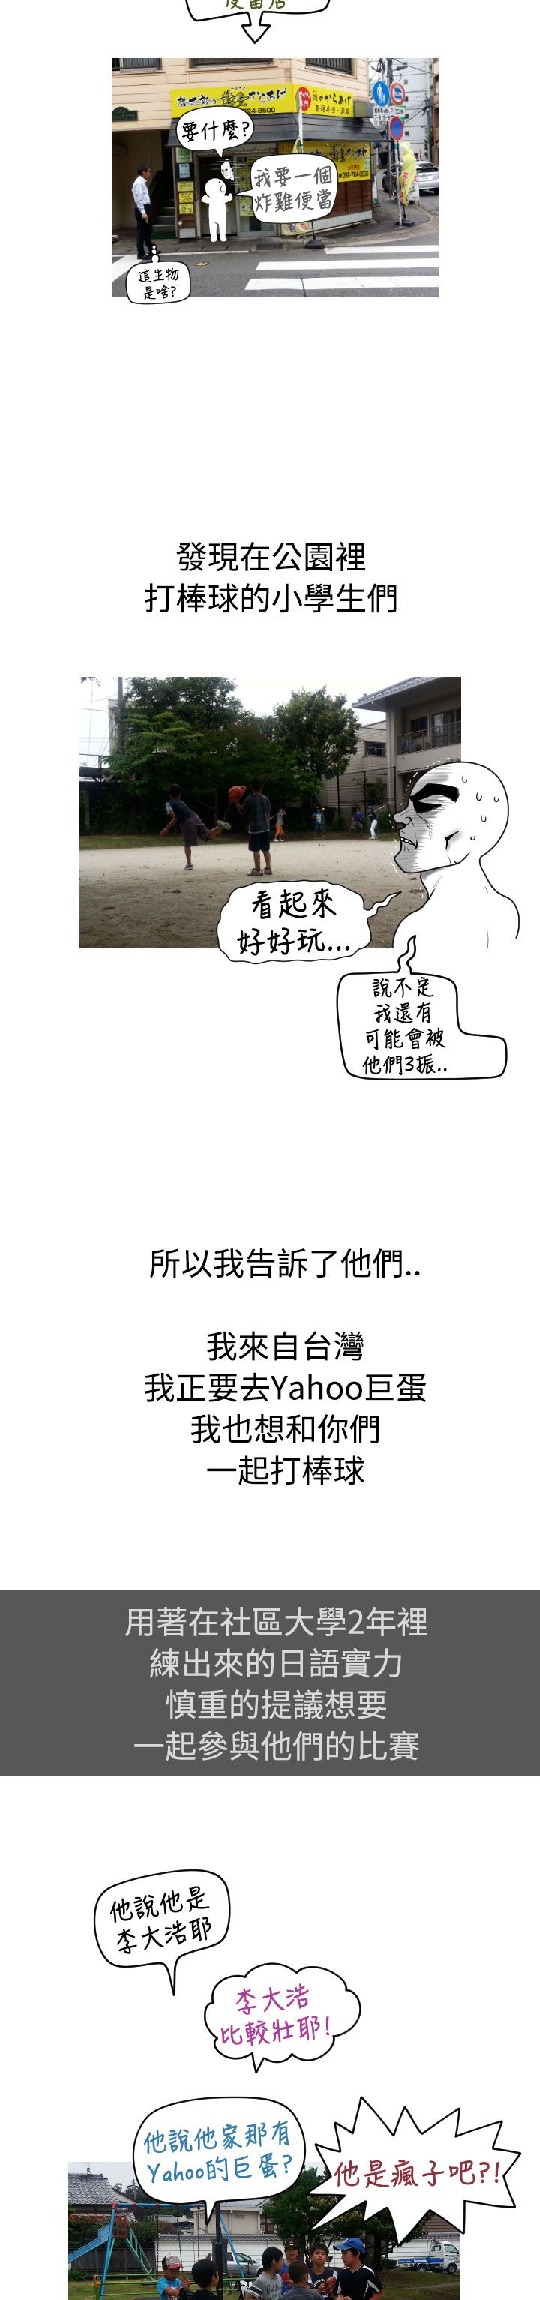 便當店
要什麼?
我要一個
炸雞便當
這生物
是啥?
發現在公園裡
打棒球的小學生們
看起來
好好玩...
說不定
我還有
可能會被
他們3振..
所以我告訴了他們..
我來自台灣
我正要去Yahoo巨蛋
我也想和你們
一起打棒球
用著在社區大學2年裡
練出來的日語實力
慎重的提議想要
一起參與他們的比賽
他說他是
李大浩耶
李大浩
比較壯耶!
他說他家那有
Yahoo的巨蛋?
他是瘋子吧?!